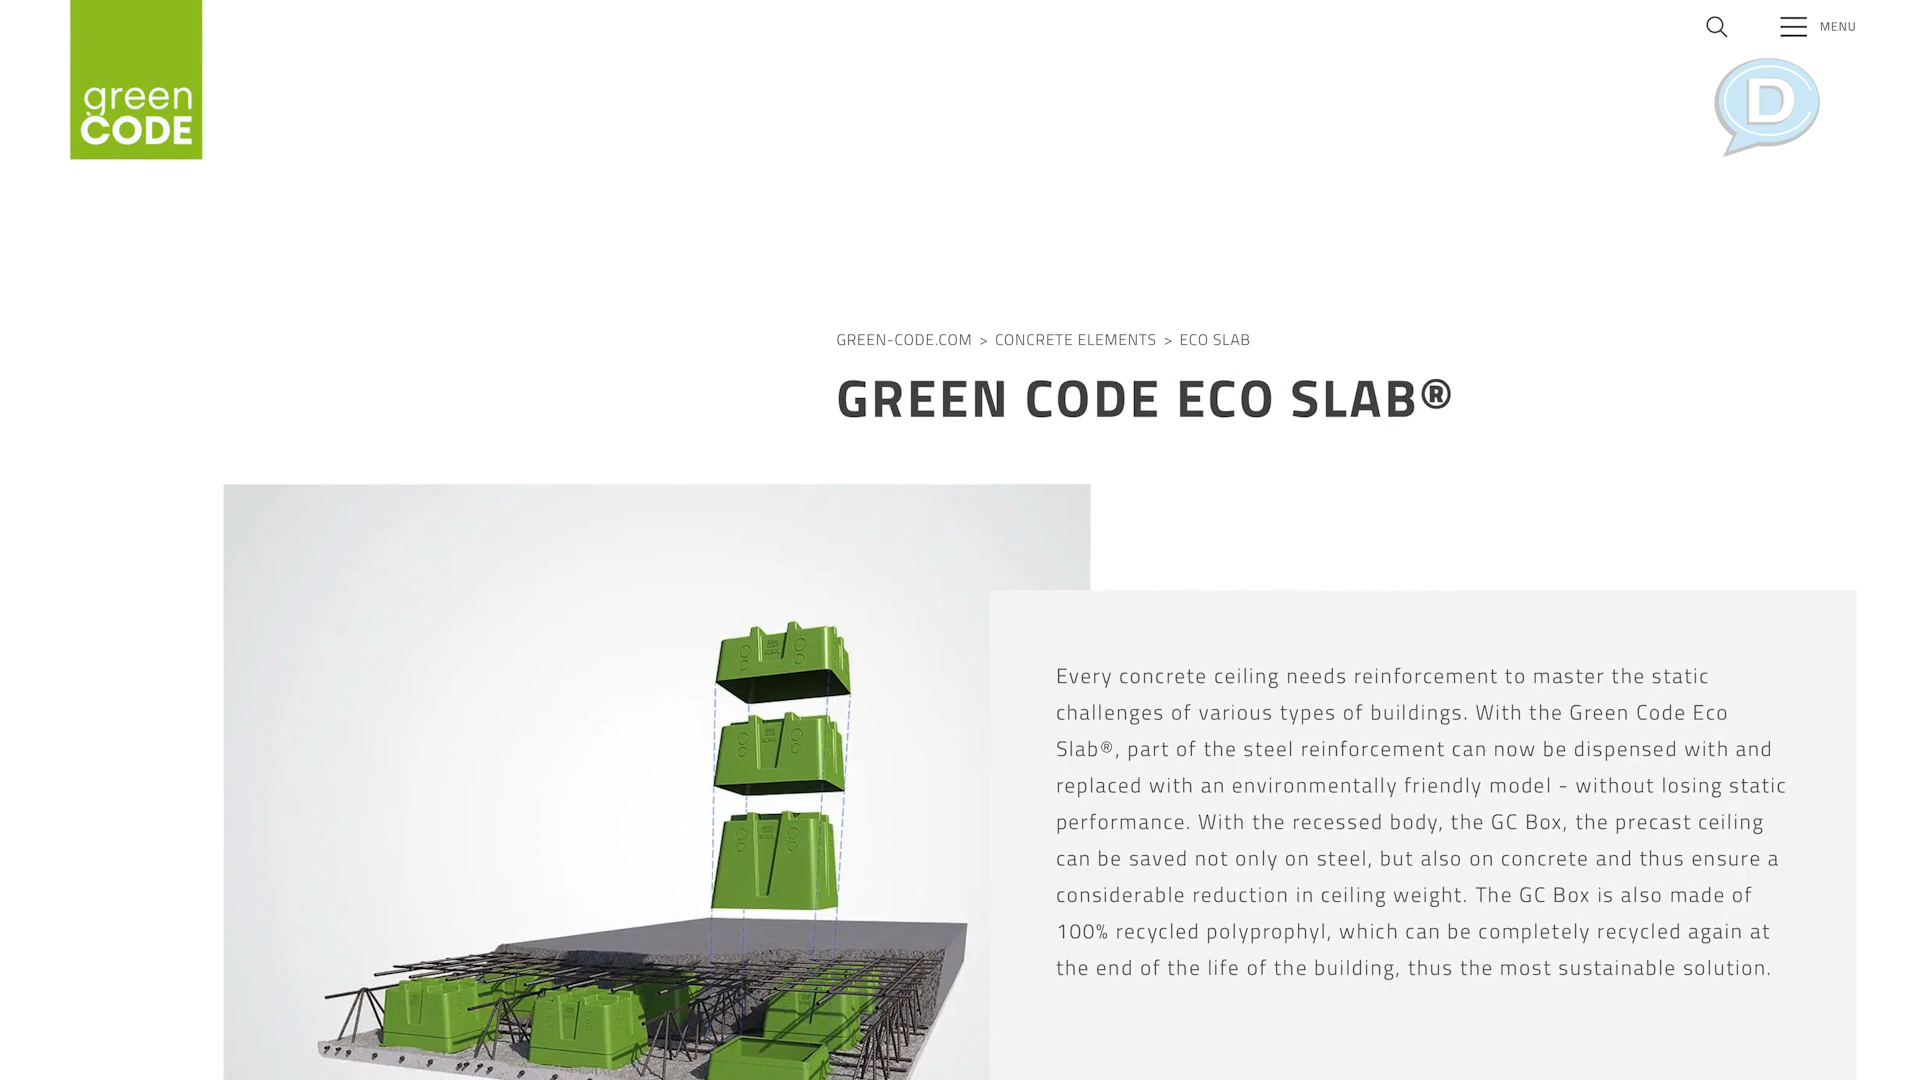 green
CODE
MENU
D
GREEN-CODE.COM > CONCRETE ELEMENTS > ECO SLAB
GREEN CODE ECO SLAB®
Every concrete ceiling needs reinforcement to master the static
challenges of various types of buildings. With the Green Code Eco
Slab®, part of the steel reinforcement can now be dispensed with and
replaced with an environmentally friendly model - without losing static
performance. With the recessed body, the GC Box, the precast ceiling
can be saved not only on steel, but also on concrete and thus ensure a
considerable reduction in ceiling weight. The GC Box is also made of
100% recycled polyprophyl, which can be completely recycled again at
the end of the life of the building, thus the most sustainable solution.